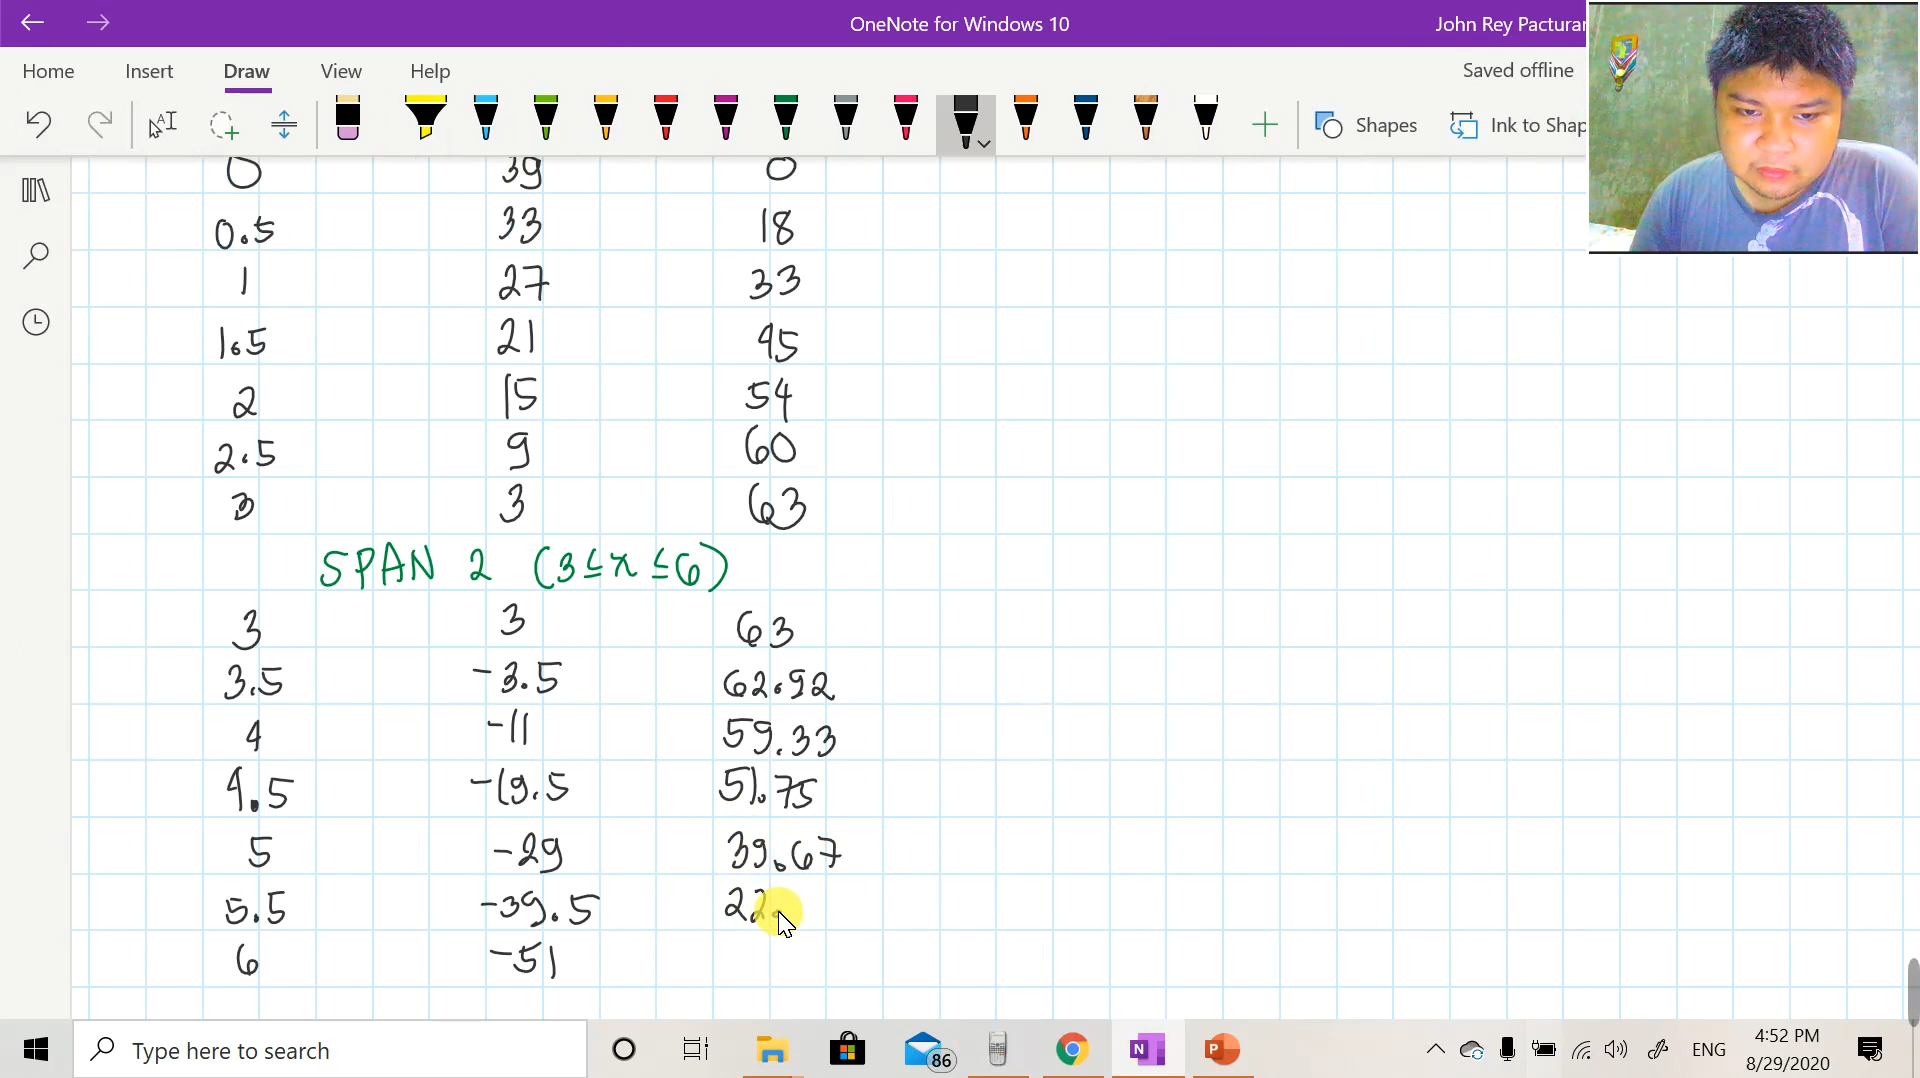 OneNote for Windows 10
John Rey Pactura
Home Insert Draw View Help
Saved offline
Shapes
Ink to Shap
0 39 0
0.5 33 18
1 27 33
1.5 21 45
2 15 54
2.5 9 60
3 3 63
SPAN 2 (3≤x≤6)
3 3 63
3.5 -3.5 62.92
4 -11 59.33
4.5 -19.5 51.75
5 -29 39.67
5.5 -39.5 22.
6 -51
Type here to search
86
ENG
4:52 PM
8/29/2020